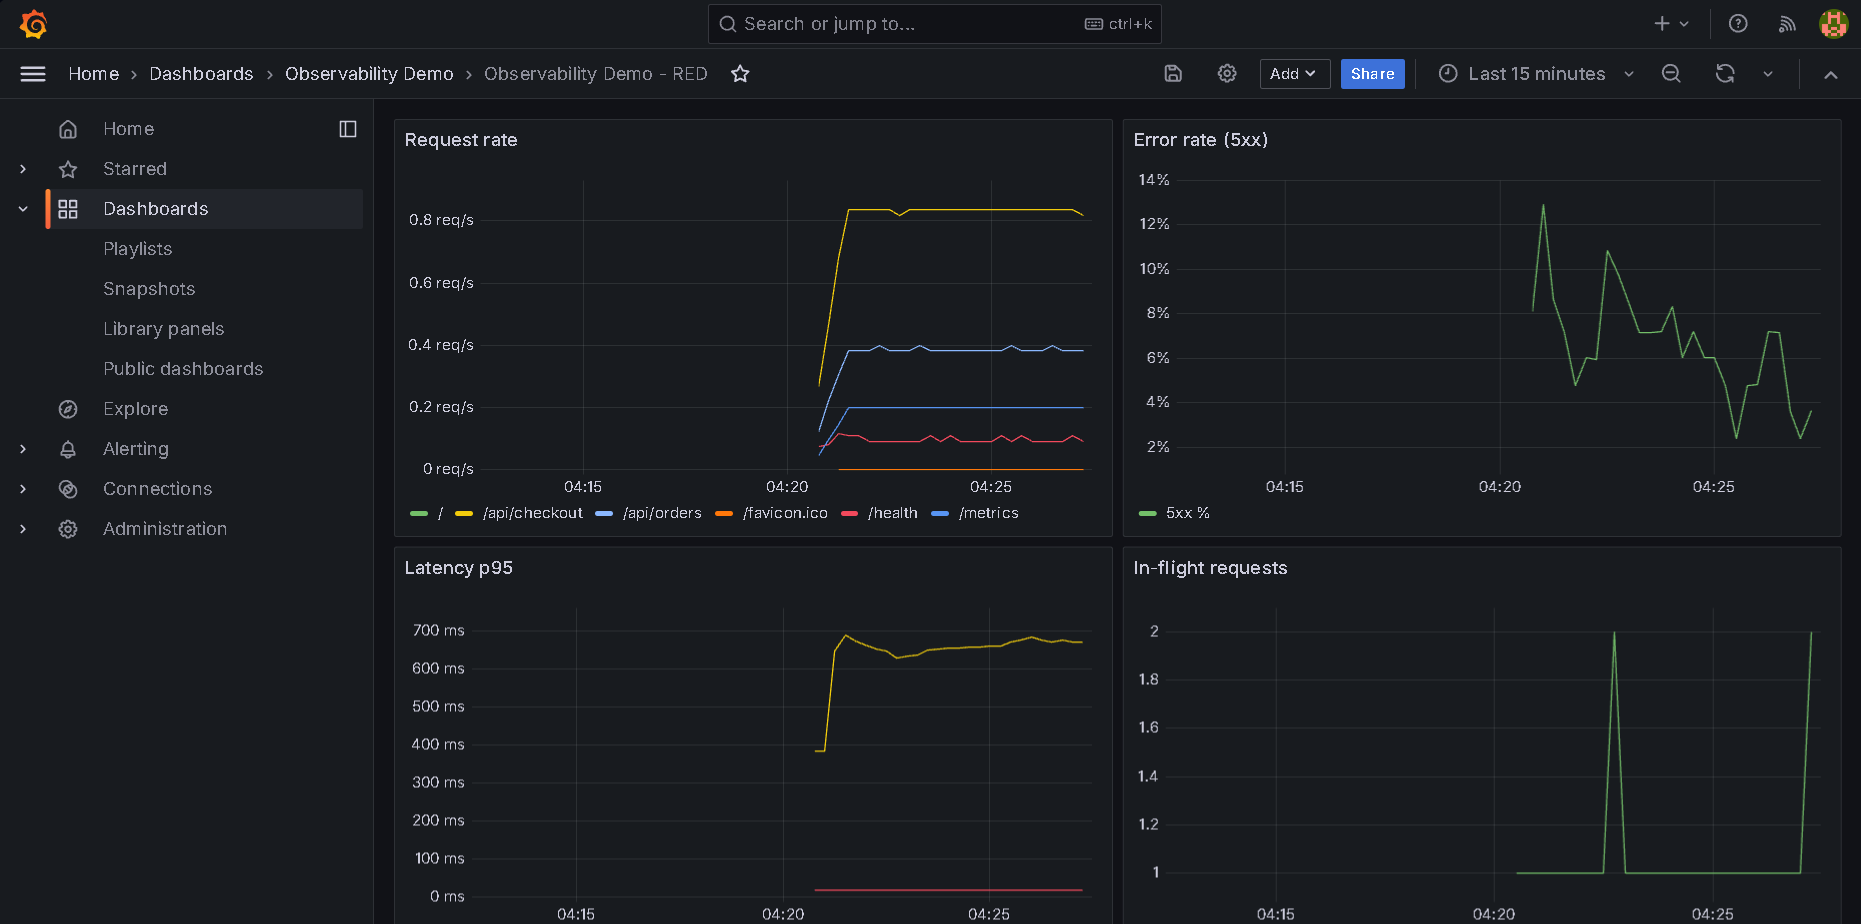 Search or jump to...
ctrl+k
Home › Dashboards › Observability Demo › Observability Demo - RED
Add
Share
Last 15 minutes
Home
Starred
Dashboards
Playlists
Snapshots
Library panels
Public dashboards
Explore
Alerting
Connections
Administration
Request rate
0.8 req/s
0.6 req/s
0.4 req/s
0.2 req/s
0 req/s
04:15 04:20 04:25
/ /api/checkout /api/orders /favicon.ico /health /metrics
Error rate (5xx)
14%
12%
10%
8%
6%
4%
2%
04:15 04:20 04:25
5xx %
Latency p95
700 ms
600 ms
500 ms
400 ms
300 ms
200 ms
100 ms
0 ms
04:15 04:20 04:25
In-flight requests
2
1.8
1.6
1.4
1.2
1
04:15 04:20 04:25